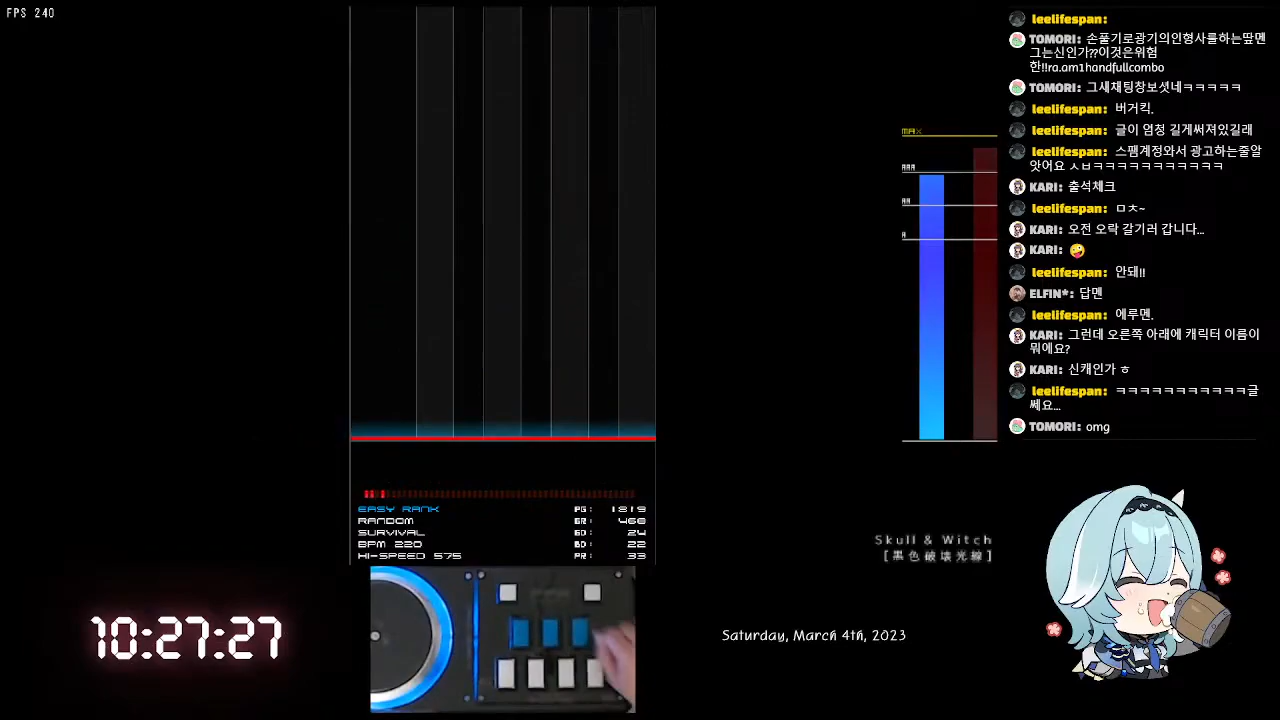 FPS 240
leelifespan:
TOMORI: 손풀기로광기의인형사를하는땊멘
그는신인가??이것은위험
한!!ra.am1handfullcombo
TOMORI: 그새채팅창보셧네ㅋㅋㅋㅋㅋ
leelifespan: 버거킥.
leelifespan: 글이 엄청 길게써져있길래
leelifespan: 스팸계정와서 광고하는줄알
앗어요 ㅅㅂㅋㅋㅋㅋㅋㅋㅋㅋㅋㅋㅋ
KARI: 출석체크
leelifespan: ㅁㅊ~
KARI: 오전 오락 갈기러 갑니다...
KARI: 🤪
leelifespan: 안돼!!
ELFIN*: 답멘
leelifespan: 에루멘.
KARI: 그런데 오른쪽 아래에 캐릭터 이름이
뭐에요?
KARI: 신캐인가 ㅎ
leelifespan: ㅋㅋㅋㅋㅋㅋㅋㅋㅋㅋㅋ글
쎄요...
TOMORI: omg
MAX
AAA
AA
A
EASY RANK
RANDOM
SURVIVAL
BPM 220
HI-SPEED 575
PG: 1819
GR: 468
GD: 24
BD: 22
PR: 33
Skull & Witch
[黒色破壊光線]
10:27:27
Saturday, March 4th, 2023